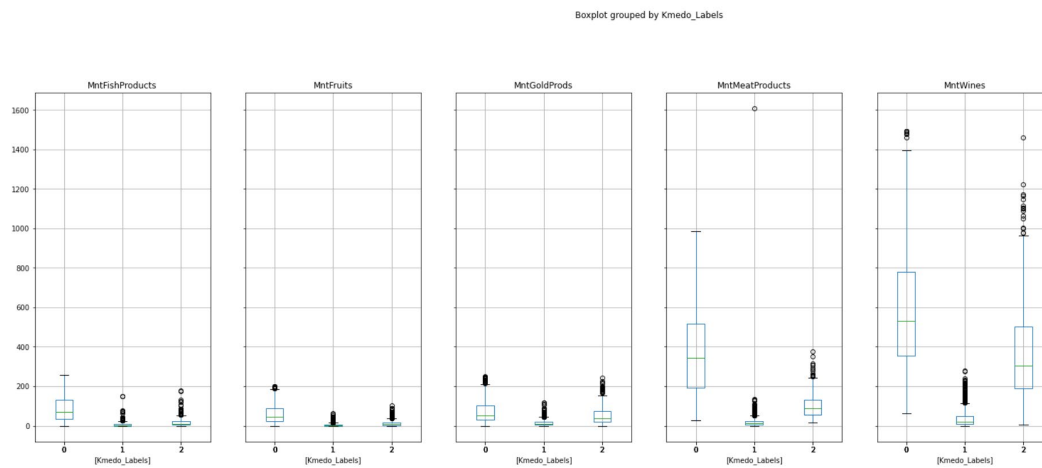 Boxplot grouped by Kmedo_Labels
MntFishProducts
MntFruits
MntGoldProds
MntMeatProducts
MntWines
1600
1400
1200
1000
800
600
400
200
0
0 1 2
[Kmedo_Labels]
0 1 2
[Kmedo_Labels]
0 1 2
[Kmedo_Labels]
0 1 2
[Kmedo_Labels]
0 1 2
[Kmedo_Labels]